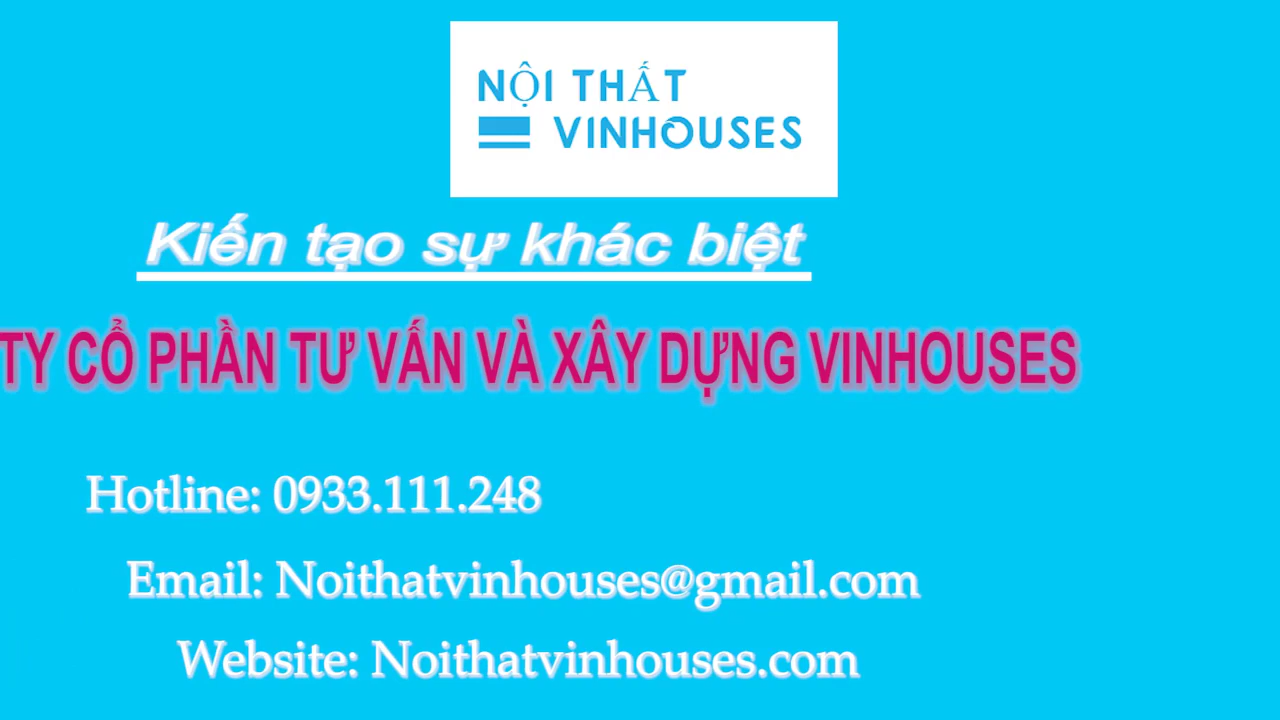 NỘI THẤT
VINHOUSES
Kiến tạo sự khác biệt
TY CỔ PHẦN TƯ VẤN VÀ XÂY DỰNG VINHOUSES
Hotline: 0933.111.248
Email: Noithatvinhouses@gmail.com
Website: Noithatvinhouses.com